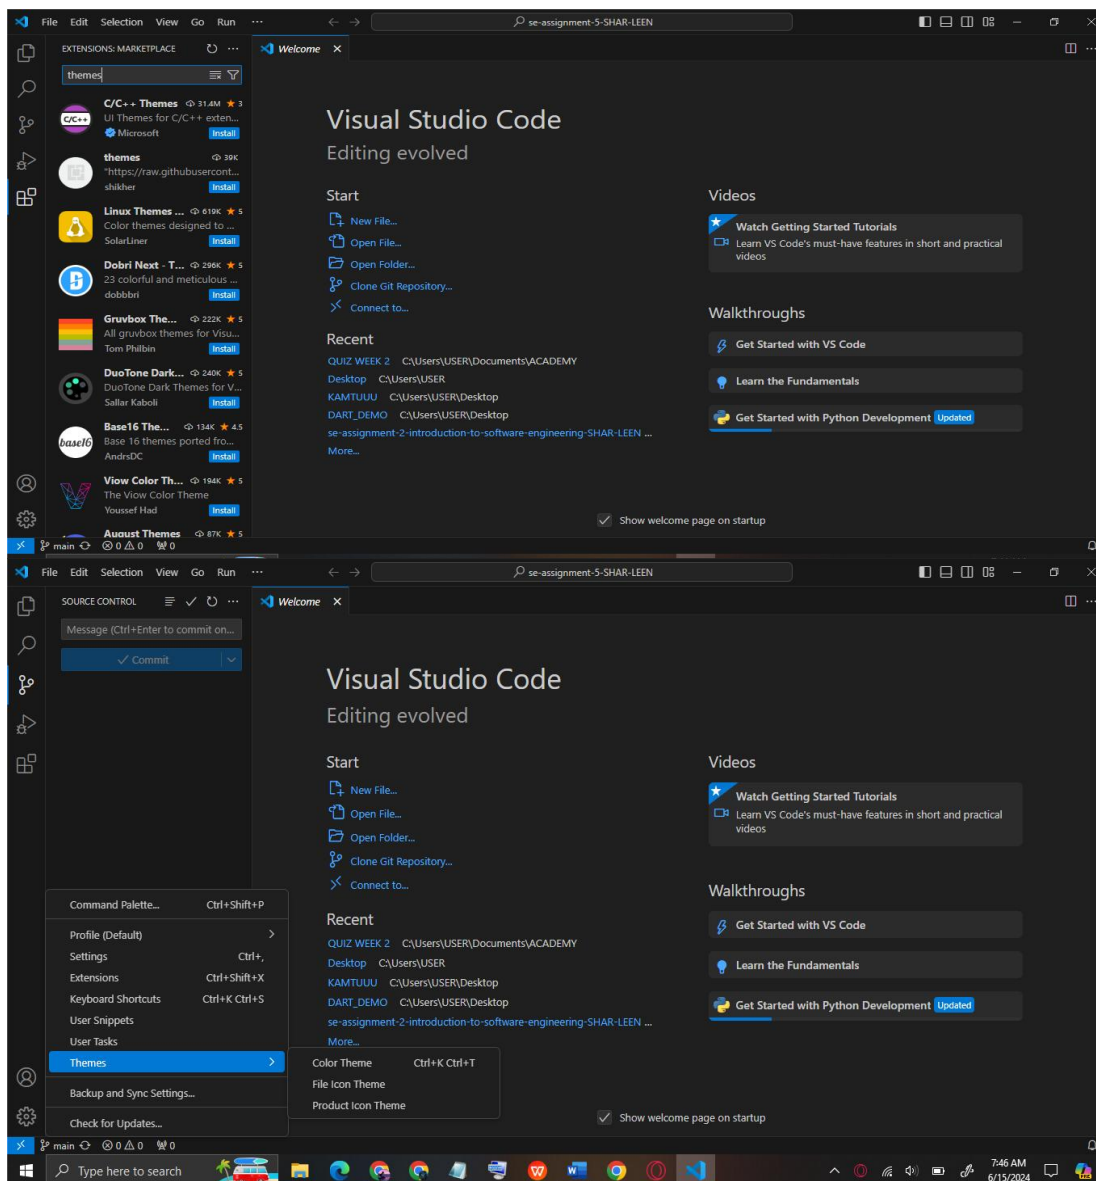 File Edit Selection View Go Run ··· se-assignment-5-SHAR-LEEN
EXTENSIONS: MARKETPLACE
Welcome
themes
C/C++ Themes 31.4M ★ 3
UI Themes for C/C++ exten...
Microsoft Install
C/C++
themes 39K
"https://raw.githubusercont...
shikher Install
Linux Themes ... 619K ★ 5
Color themes designed to ...
SolarLiner Install
Dobri Next - T... 296K ★ 5
23 colorful and meticulous ...
dobbbri Install
Gruvbox The... 222K ★ 5
All gruvbox themes for Visu...
Tom Philbin Install
DuoTone Dark... 240K ★ 5
DuoTone Dark Themes for V...
Sallar Kaboli Install
Base16 The... 134K ★ 4.5
Base 16 themes ported fro...
AndrsDC Install
base16
Viow Color Th... 194K ★ 5
The Viow Color Theme
Youssef Had Install
August Themes 87K ★ 5
Visual Studio Code
Editing evolved
Start
New File...
Open File...
Open Folder...
Clone Git Repository...
Connect to...
Recent
QUIZ WEEK 2 C:\Users\USER\Documents\ACADEMY
Desktop C:\Users\USER
KAMTUUU C:\Users\USER\Desktop
DART_DEMO C:\Users\USER\Desktop
se-assignment-2-introduction-to-software-engineering-SHAR-LEEN ...
More...
Videos
Watch Getting Started Tutorials
Learn VS Code's must-have features in short and practical
videos
Walkthroughs
Get Started with VS Code
Learn the Fundamentals
Get Started with Python Development Updated
Show welcome page on startup
main 0 0 0
File Edit Selection View Go Run ··· se-assignment-5-SHAR-LEEN
SOURCE CONTROL
Welcome
Message (Ctrl+Enter to commit on...
Commit
Visual Studio Code
Editing evolved
Start
New File...
Open File...
Open Folder...
Clone Git Repository...
Connect to...
Recent
QUIZ WEEK 2 C:\Users\USER\Documents\ACADEMY
Desktop C:\Users\USER
KAMTUUU C:\Users\USER\Desktop
DART_DEMO C:\Users\USER\Desktop
se-assignment-2-introduction-to-software-engineering-SHAR-LEEN ...
More...
Videos
Watch Getting Started Tutorials
Learn VS Code's must-have features in short and practical
videos
Walkthroughs
Get Started with VS Code
Learn the Fundamentals
Get Started with Python Development Updated
Show welcome page on startup
Command Palette... Ctrl+Shift+P
Profile (Default)
Settings Ctrl+,
Extensions Ctrl+Shift+X
Keyboard Shortcuts Ctrl+K Ctrl+S
User Snippets
User Tasks
Themes
Color Theme Ctrl+K Ctrl+T
File Icon Theme
Product Icon Theme
Backup and Sync Settings...
Check for Updates...
main 0 0 0
Type here to search
7:46 AM
6/15/2024